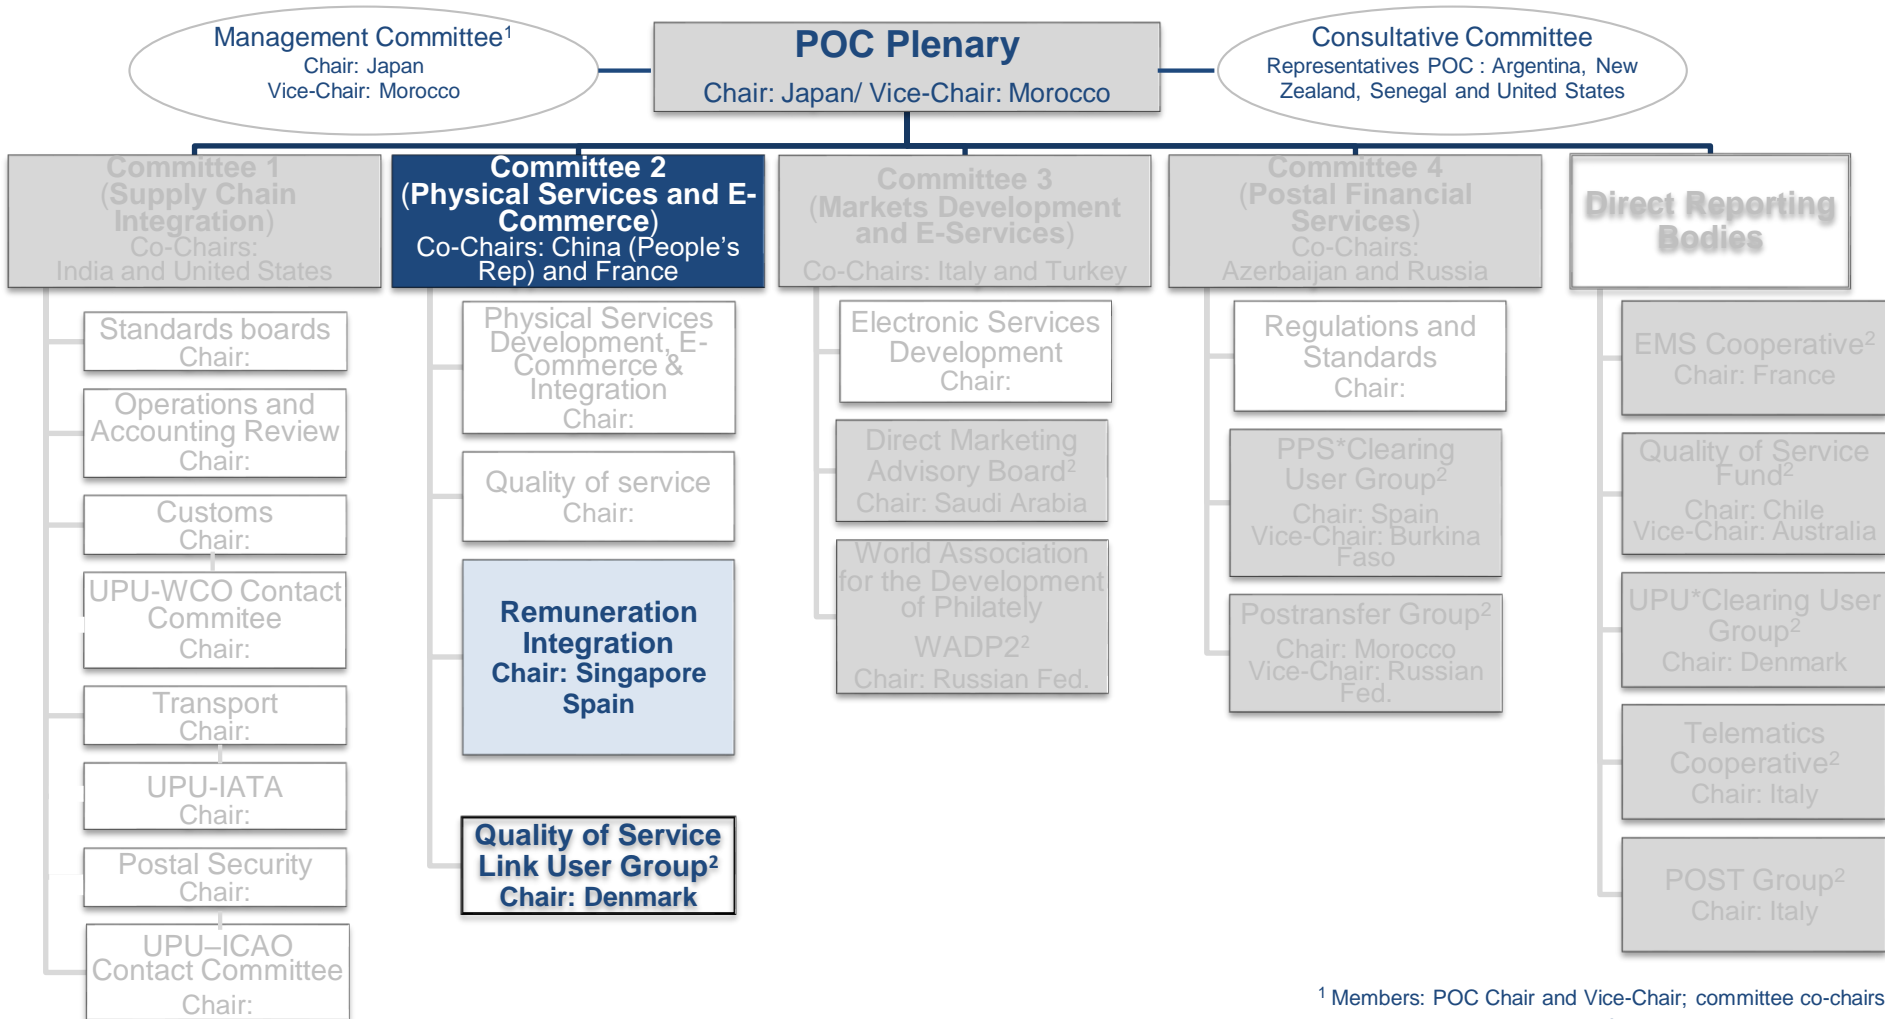 Management Committee¹
Chair: Japan
Vice-Chair: Morocco
POC Plenary
Chair: Japan/ Vice-Chair: Morocco
Consultative Committee
Representatives POC : Argentina, New
Zealand, Senegal and United States
Committee 1
(Supply Chain
Integration)
Co-Chairs:
India and United States
Standards boards
Chair:
Operations and
Accounting Review
Chair:
Customs
Chair:
UPU-WCO Contact
Commitee
Chair:
Transport
Chair:
UPU-IATA
Chair:
Postal Security
Chair:
UPU–ICAO
Contact Committee
Chair:
Committee 2
(Physical Services and E-
Commerce)
Co-Chairs: China (People's
Rep) and France
Physical Services
Development, E-
Commerce &
Integration
Chair:
Quality of service
Chair:
Remuneration
Integration
Chair: Singapore
Spain
Quality of Service
Link User Group²
Chair: Denmark
Committee 3
(Markets Development
and E-Services)
Co-Chairs: Italy and Turkey
Electronic Services
Development
Chair:
Direct Marketing
Advisory Board²
Chair: Saudi Arabia
World Association
for the Development
of Philately
WADP2²
Chair: Russian Fed.
Committee 4
(Postal Financial
Services)
Co-Chairs:
Azerbaijan and Russia
Regulations and
Standards
Chair:
PPS*Clearing
User Group²
Chair: Spain
Vice-Chair: Burkina
Faso
Postransfer Group²
Chair: Morocco
Vice-Chair: Russian
Fed.
Direct Reporting
Bodies
EMS Cooperative²
Chair: France
Quality of Service
Fund²
Chair: Chile
Vice-Chair: Australia
UPU*Clearing User
Group²
Chair: Denmark
Telematics
Cooperative²
Chair: Italy
POST Group²
Chair: Italy
¹ Members: POC Chair and Vice-Chair; committee co-chairs